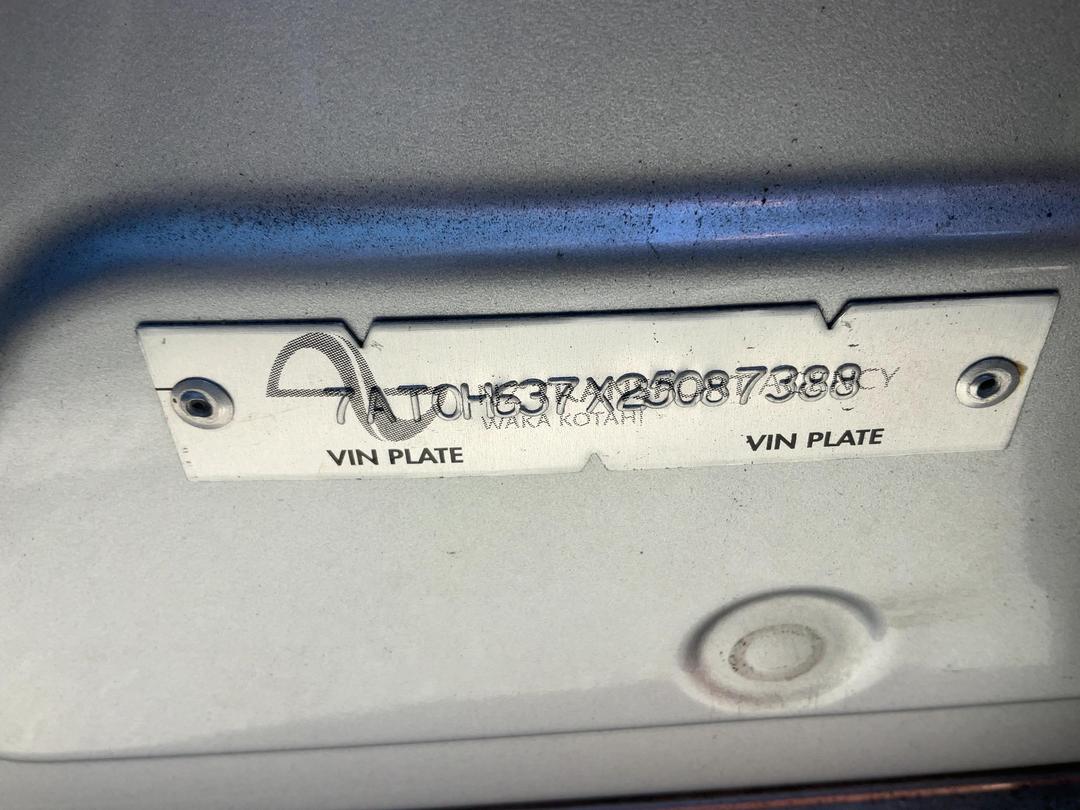 7AT0H637X25087388
WAKA KOTAHI
VIN PLATE VIN PLATE